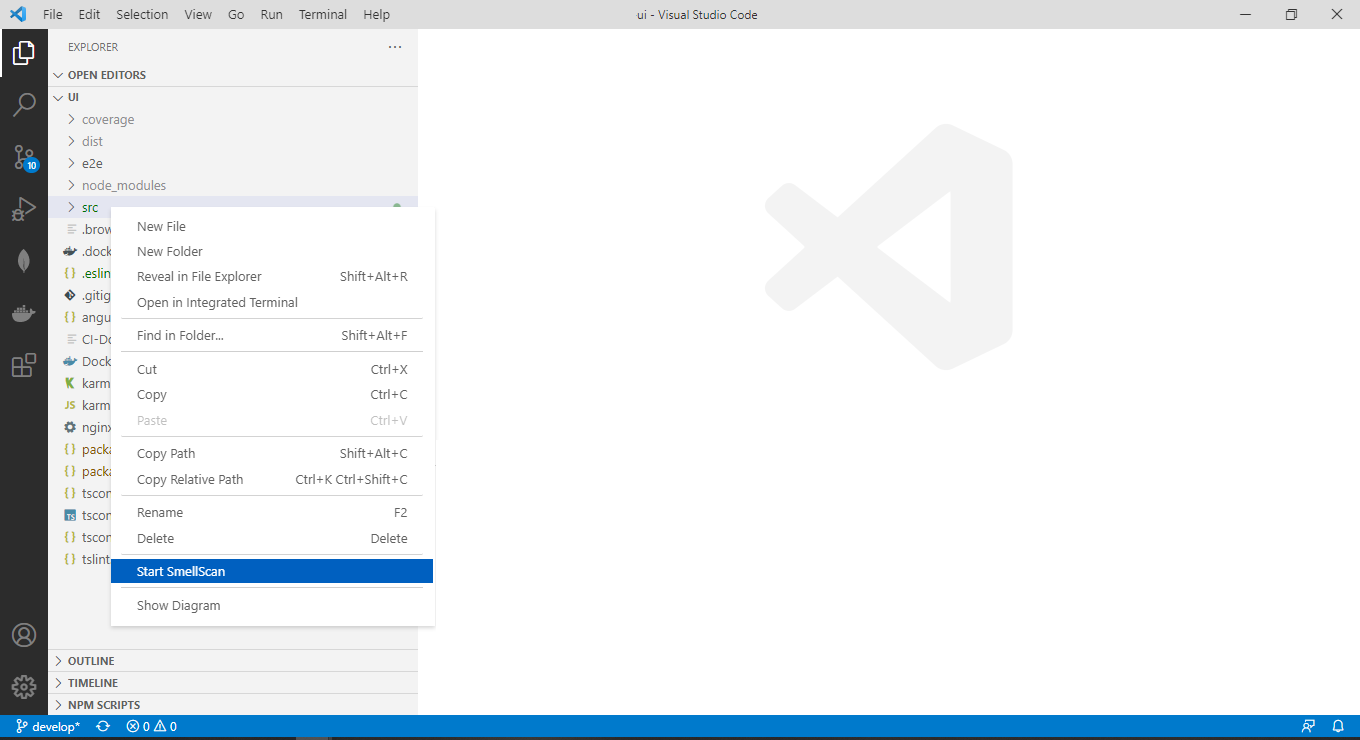 File Edit Selection View Go Run Terminal Help ui - Visual Studio Code
EXPLORER
OPEN EDITORS
UI
coverage
dist
e2e
node_modules
src
.brow
.dock
.eslin
.gitig
angu
CI-Do
Dock
karm
JS karm
nginx
packa
packa
tscon
TS tscon
tscon
tslint
New File
New Folder
Reveal in File Explorer Shift+Alt+R
Open in Integrated Terminal
Find in Folder... Shift+Alt+F
Cut Ctrl+X
Copy Ctrl+C
Paste Ctrl+V
Copy Path Shift+Alt+C
Copy Relative Path Ctrl+K Ctrl+Shift+C
Rename F2
Delete Delete
Start SmellScan
Show Diagram
10
OUTLINE
TIMELINE
NPM SCRIPTS
develop* 0 0